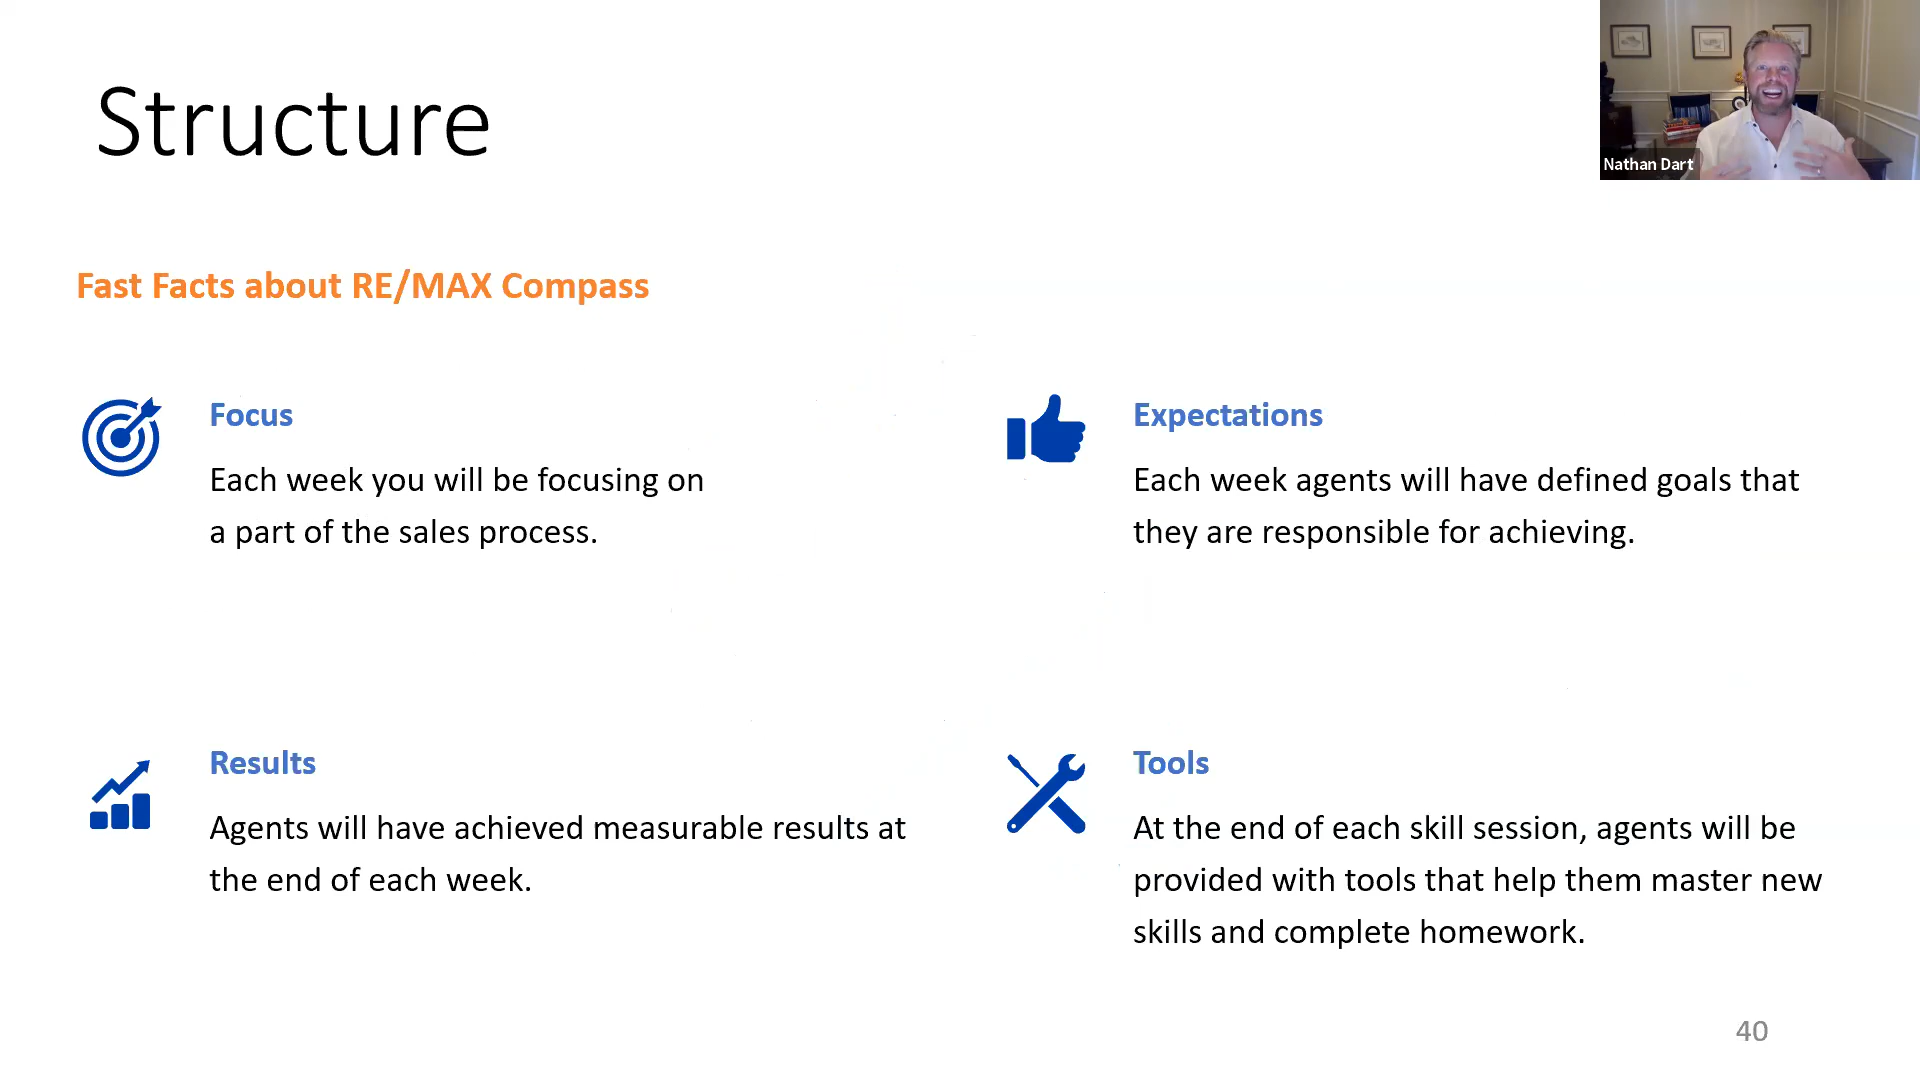 Structure
Nathan Dart
Fast Facts about RE/MAX Compass
Focus
Each week you will be focusing on
a part of the sales process.
Expectations
Each week agents will have defined goals that
they are responsible for achieving.
Results
Agents will have achieved measurable results at
the end of each week.
Tools
At the end of each skill session, agents will be
provided with tools that help them master new
skills and complete homework.
40